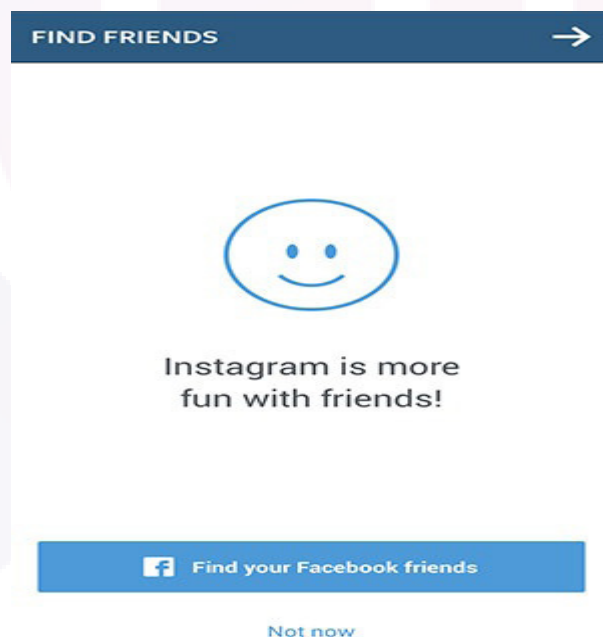 FIND FRIENDS
Instagram is more
fun with friends!
Find your Facebook friends
Not now